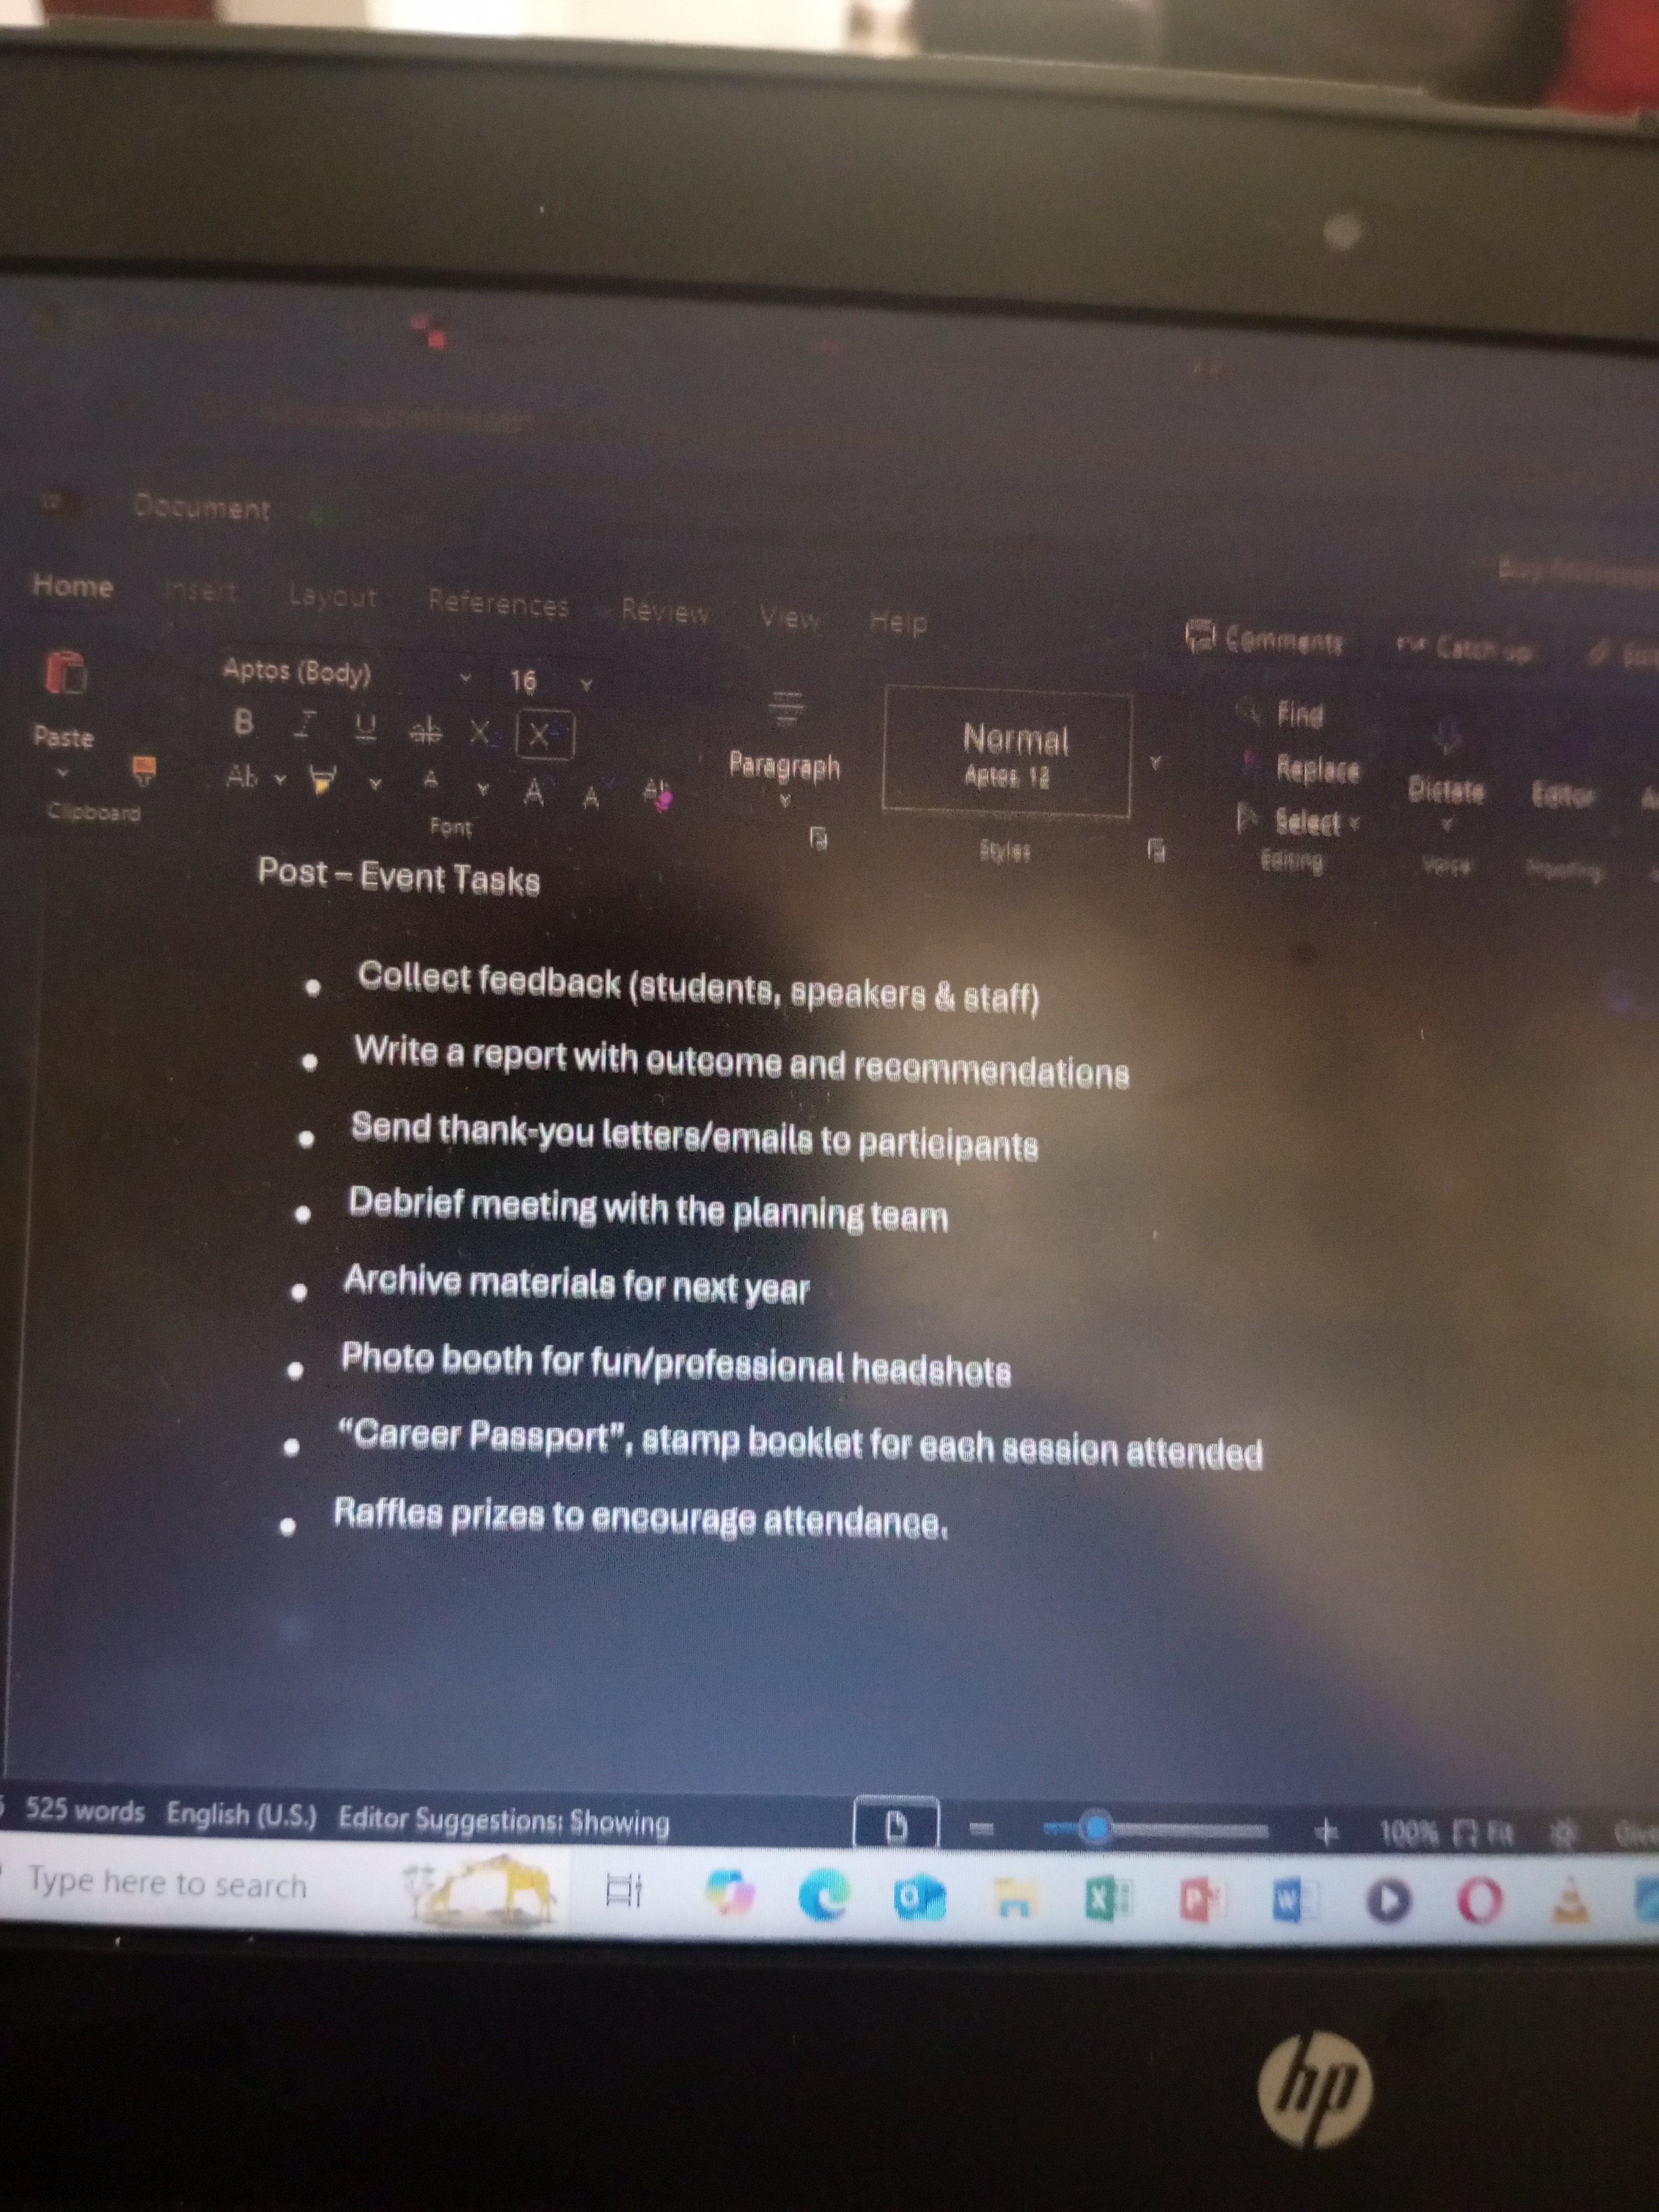 Document
Home Insert Layout References Review View Help
Comments Catch up
Aptos (Body) 16
Find
B I U ab X X
Normal
Paste
Paragraph
Aptos 12
Replace
Dictate Editor
Ab A A A
Select
Clipboard
Font
Styles
Editing
Voice
Post – Event Tasks
• Collect feedback (students, speakers & staff)
• Write a report with outcome and recommendations
• Send thank-you letters/emails to participants
• Debrief meeting with the planning team
• Archive materials for next year
• Photo booth for fun/professional headshots
• “Career Passport”, stamp booklet for each session attended
• Raffles prizes to encourage attendance.
525 words English (U.S.) Editor Suggestions: Showing
100% Fit
Type here to search
hp